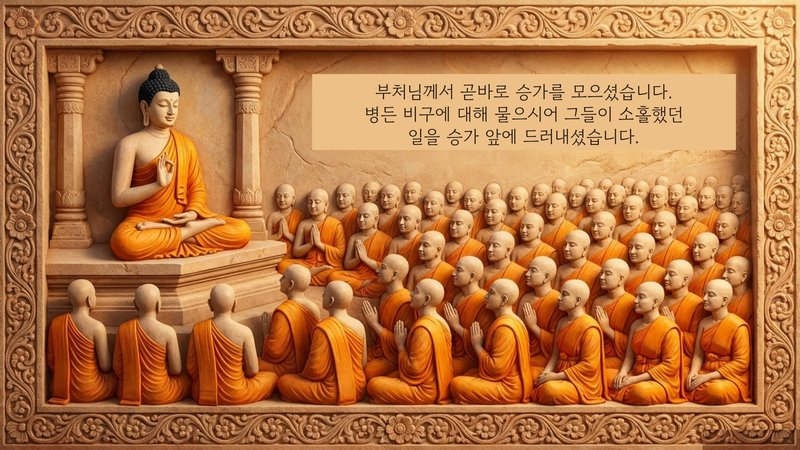 부처님께서 곧바로 승가를 모으셨습니다.
병든 비구에 대해 물으시어 그들이 소홀했던
일을 승가 앞에 드러내셨습니다.